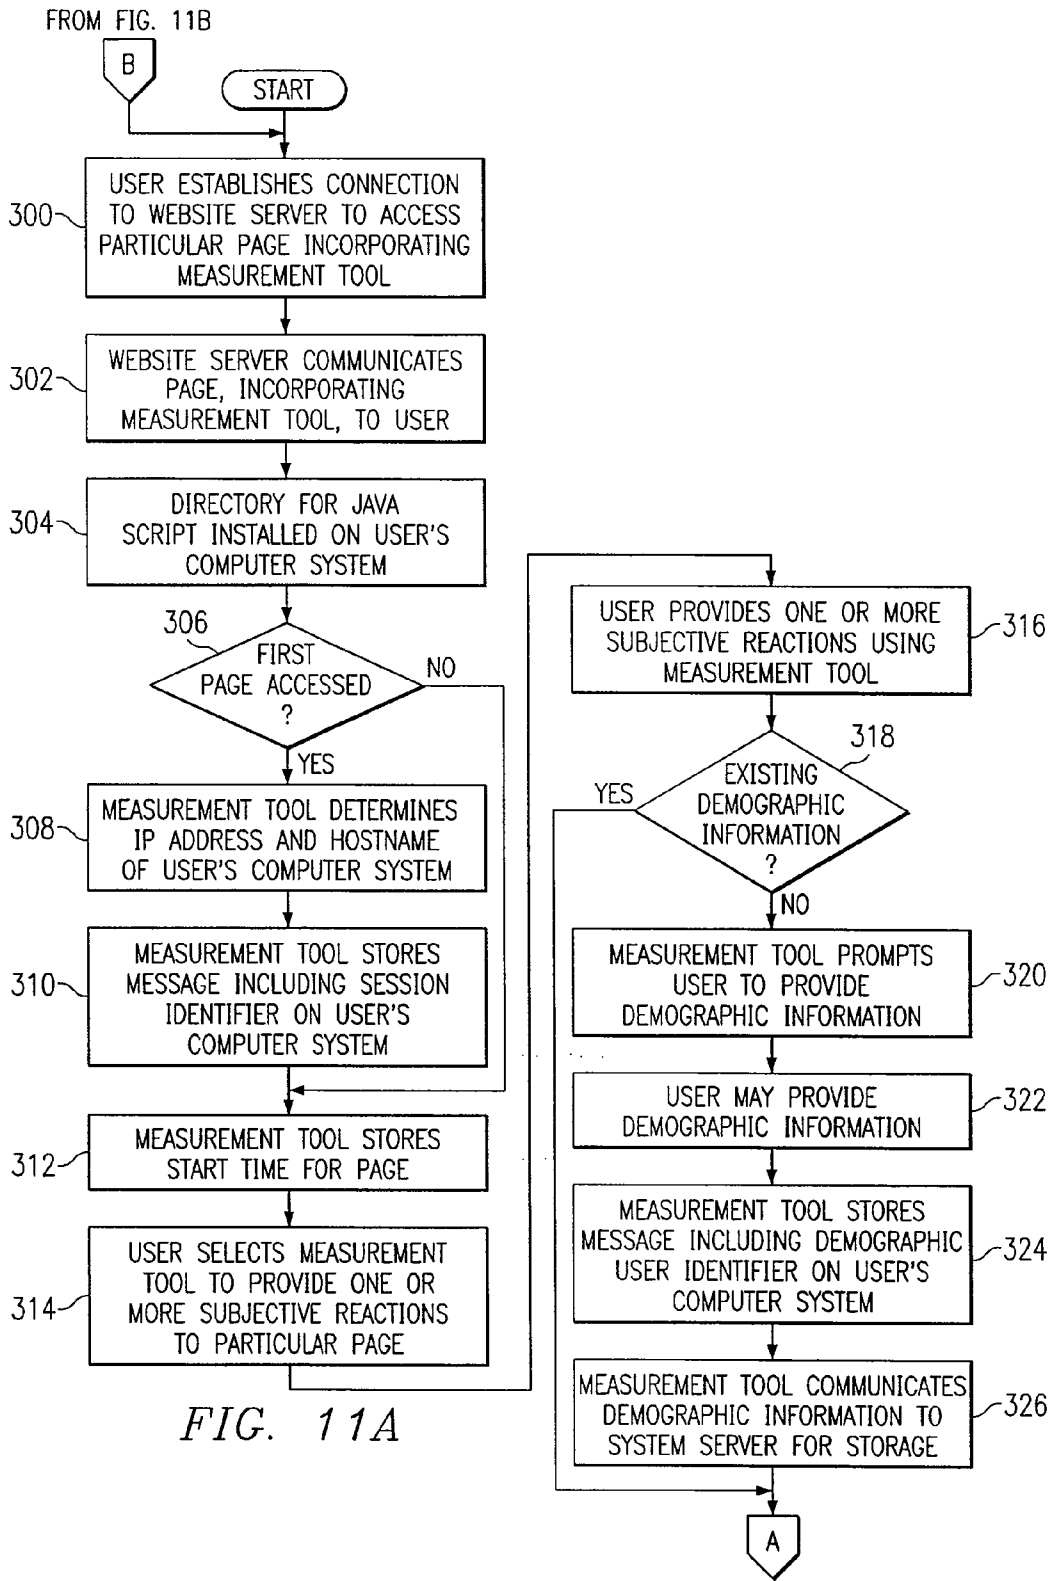 FROM FIG. 11B
B
START
300
USER ESTABLISHES CONNECTION
TO WEBSITE SERVER TO ACCESS
PARTICULAR PAGE INCORPORATING
MEASUREMENT TOOL
302
WEBSITE SERVER COMMUNICATES
PAGE, INCORPORATING
MEASUREMENT TOOL, TO USER
304
DIRECTORY FOR JAVA
SCRIPT INSTALLED ON USER'S
COMPUTER SYSTEM
306
FIRST
PAGE ACCESSED
?
NO
YES
308
MEASUREMENT TOOL DETERMINES
IP ADDRESS AND HOSTNAME
OF USER'S COMPUTER SYSTEM
310
MEASUREMENT TOOL STORES
MESSAGE INCLUDING SESSION
IDENTIFIER ON USER'S
COMPUTER SYSTEM
312
MEASUREMENT TOOL STORES
START TIME FOR PAGE
314
USER SELECTS MEASUREMENT
TOOL TO PROVIDE ONE OR
MORE SUBJECTIVE REACTIONS
TO PARTICULAR PAGE
316
USER PROVIDES ONE OR MORE
SUBJECTIVE REACTIONS USING
MEASUREMENT TOOL
318
EXISTING
DEMOGRAPHIC
INFORMATION
?
YES
NO
320
MEASUREMENT TOOL PROMPTS
USER TO PROVIDE
DEMOGRAPHIC INFORMATION
322
USER MAY PROVIDE
DEMOGRAPHIC INFORMATION
324
MEASUREMENT TOOL STORES
MESSAGE INCLUDING DEMOGRAPHIC
USER IDENTIFIER ON USER'S
COMPUTER SYSTEM
326
MEASUREMENT TOOL COMMUNICATES
DEMOGRAPHIC INFORMATION TO
SYSTEM SERVER FOR STORAGE
A
FIG. 11A